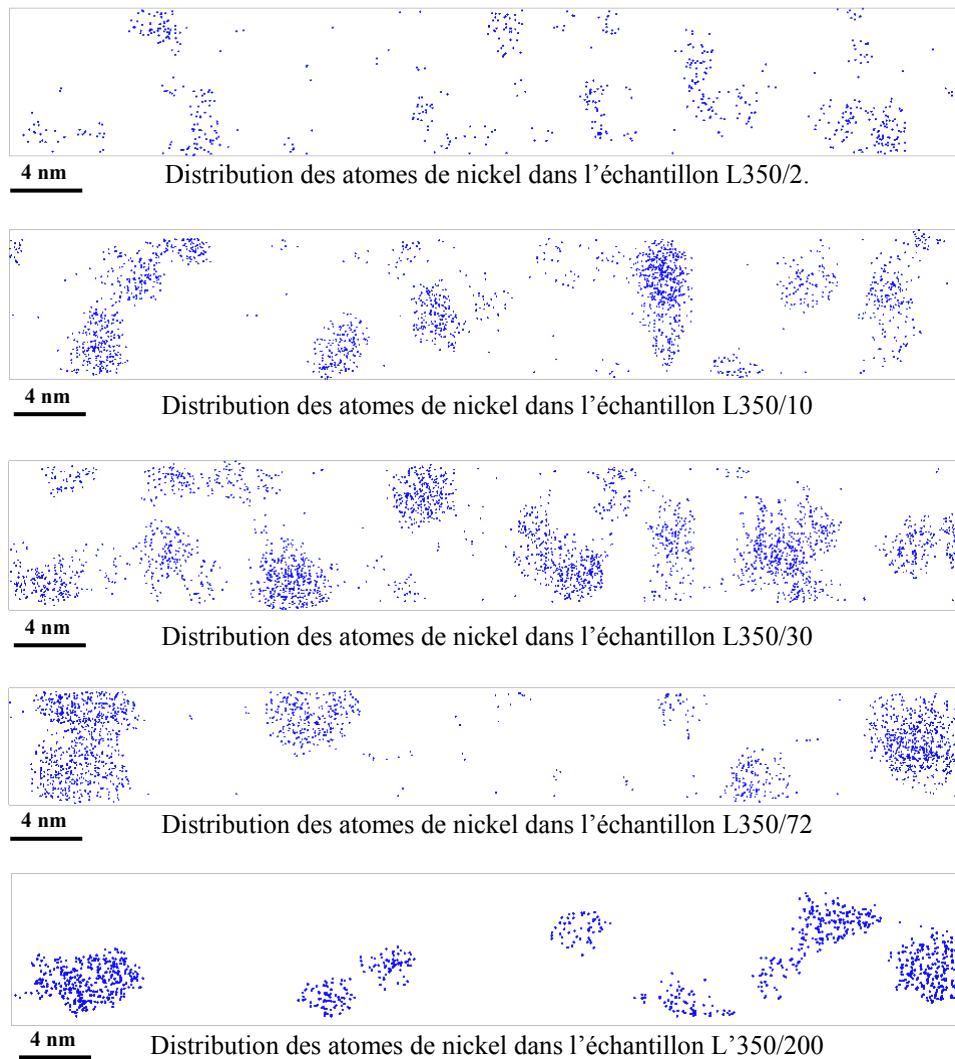 4 nm
Distribution des atomes de nickel dans l’échantillon L350/2.
4 nm
Distribution des atomes de nickel dans l’échantillon L350/10
4 nm
Distribution des atomes de nickel dans l’échantillon L350/30
4 nm
Distribution des atomes de nickel dans l’échantillon L350/72
4 nm
Distribution des atomes de nickel dans l’échantillon L’350/200